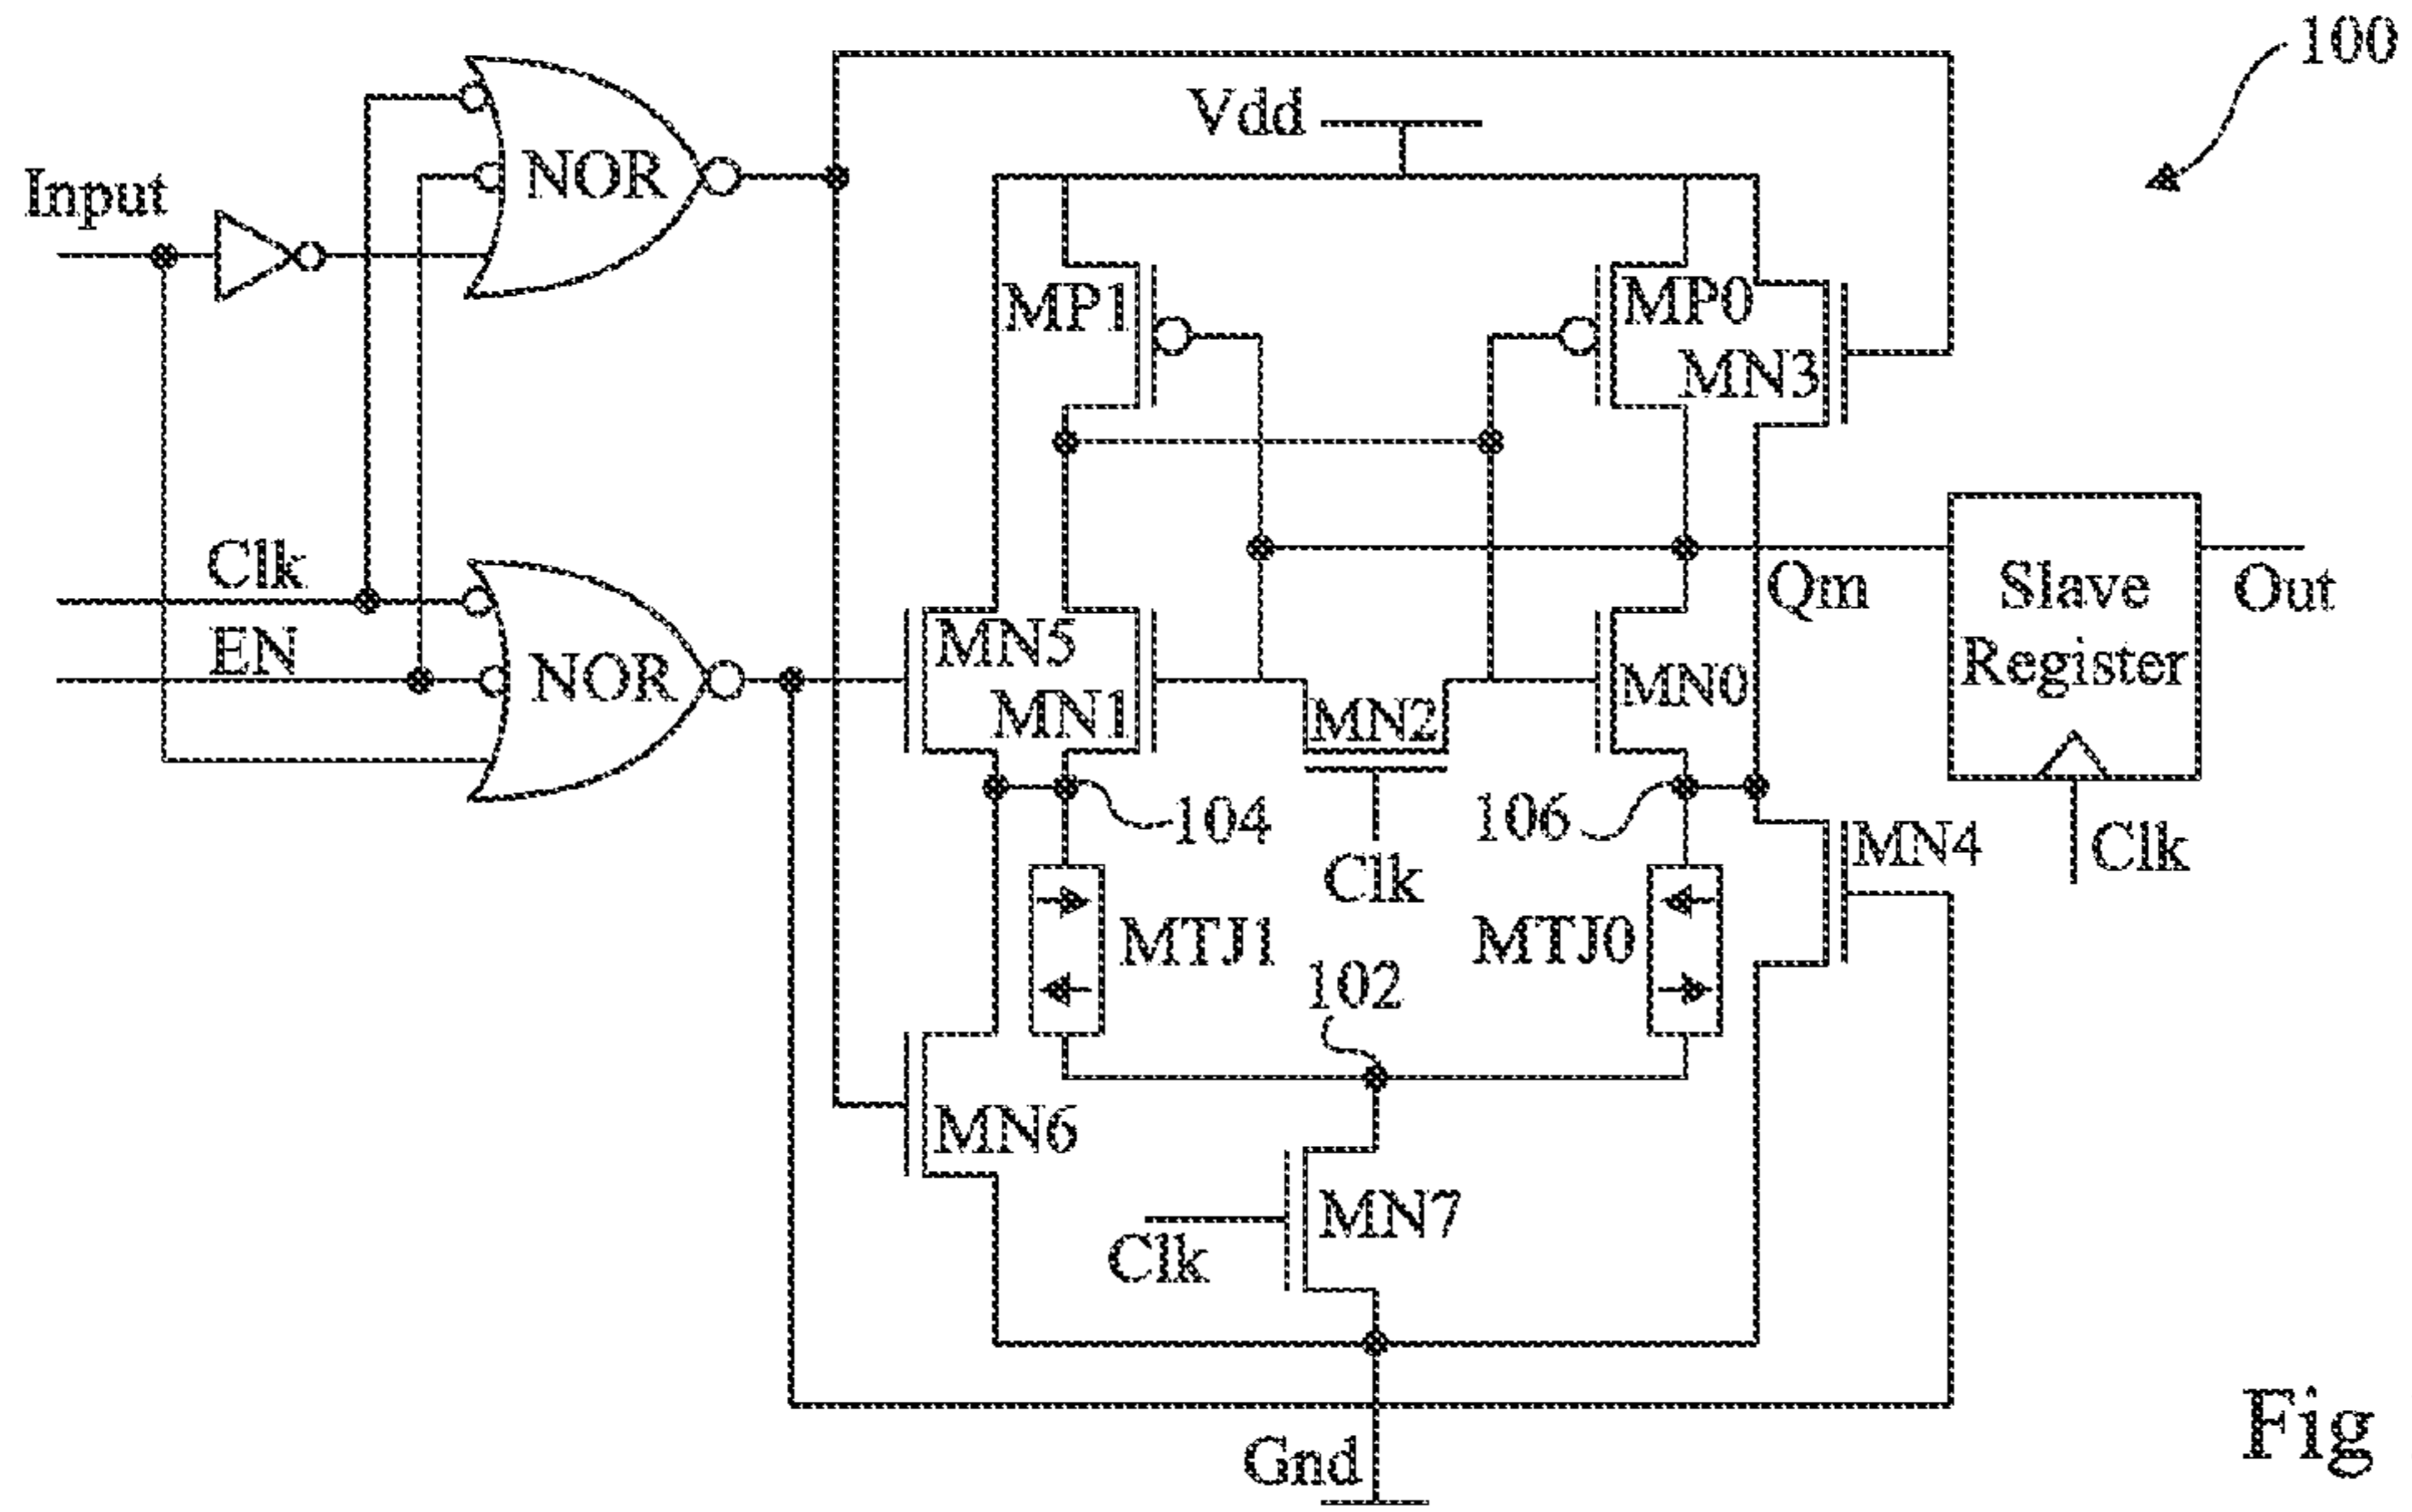 100
Vdd
Input
NOR
MP1
MP0
MN3
Clk
EN
NOR
MN5
MN1
MN2
MN0
Qm
Slave
Register
Out
104
106
Clk
MN4
Clk
MTJ1
MTJ0
102
MN6
MN7
Clk
Gnd
Fig